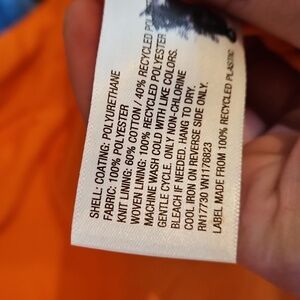 SHELL: COATING: POLYURETHANE
FABRIC: 100% POLYESTER
KNIT LINING: 60% COTTON / 40% RECYCLED
WOVEN LINING: 100% RECYCLED POLYESTER
MACHINE WASH COLD WITH LIKE COLORS.
GENTLE CYCLE. ONLY NON-CHLORINE
BLEACH IF NEEDED. HANG TO DRY.
COOL IRON ON REVERSE SIDE ONLY.
RN17730 VN1176823
LABEL MADE FROM 100% RECYCLED PLASTIC